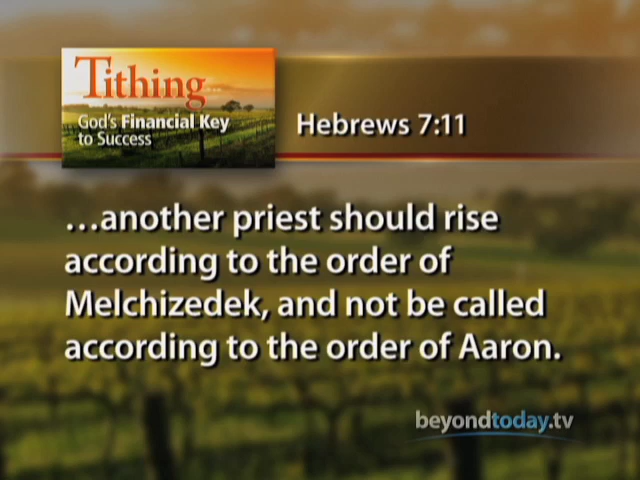 Tithing...
God's Financial Key
to Success
Hebrews 7:11
...another priest should rise
according to the order of
Melchizedek, and not be called
according to the order of Aaron.
beyondtoday.tv